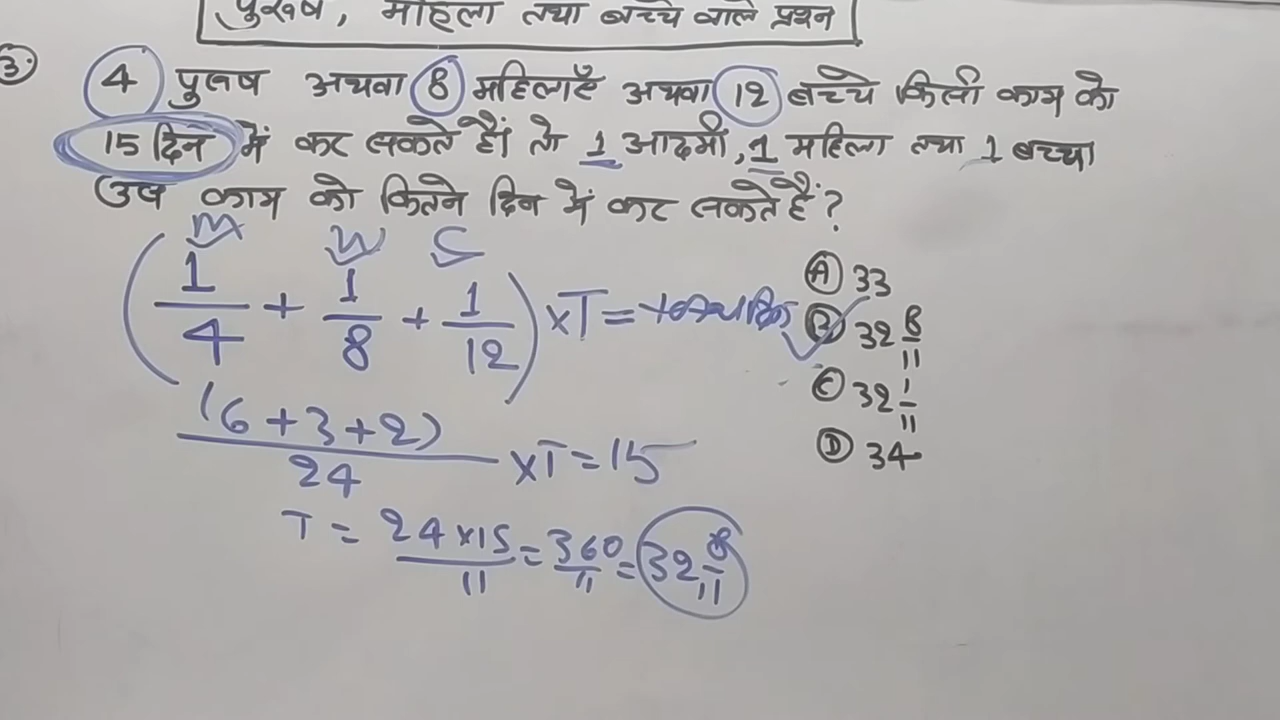 पुरुष, महिला तथा बच्चे वाले प्रश्न
3. 4 पुरुष अथवा 8 महिलाएँ अथवा 12 बच्चे किसी काम को
15 दिन में कर सकते हैं। तो 1 आदमी, 1 महिला तथा 1 बच्चा
उस काम को कितने दिन में कर सकते हैं?
M W C
(1/4 + 1/8 + 1/12) × T =
(6+3+2)/24 × T = 15
T = 24×15/11 = 360/11 = 32 8/11
(A) 33
(B) 32 8/11
(C) 32 1/11
(D) 34